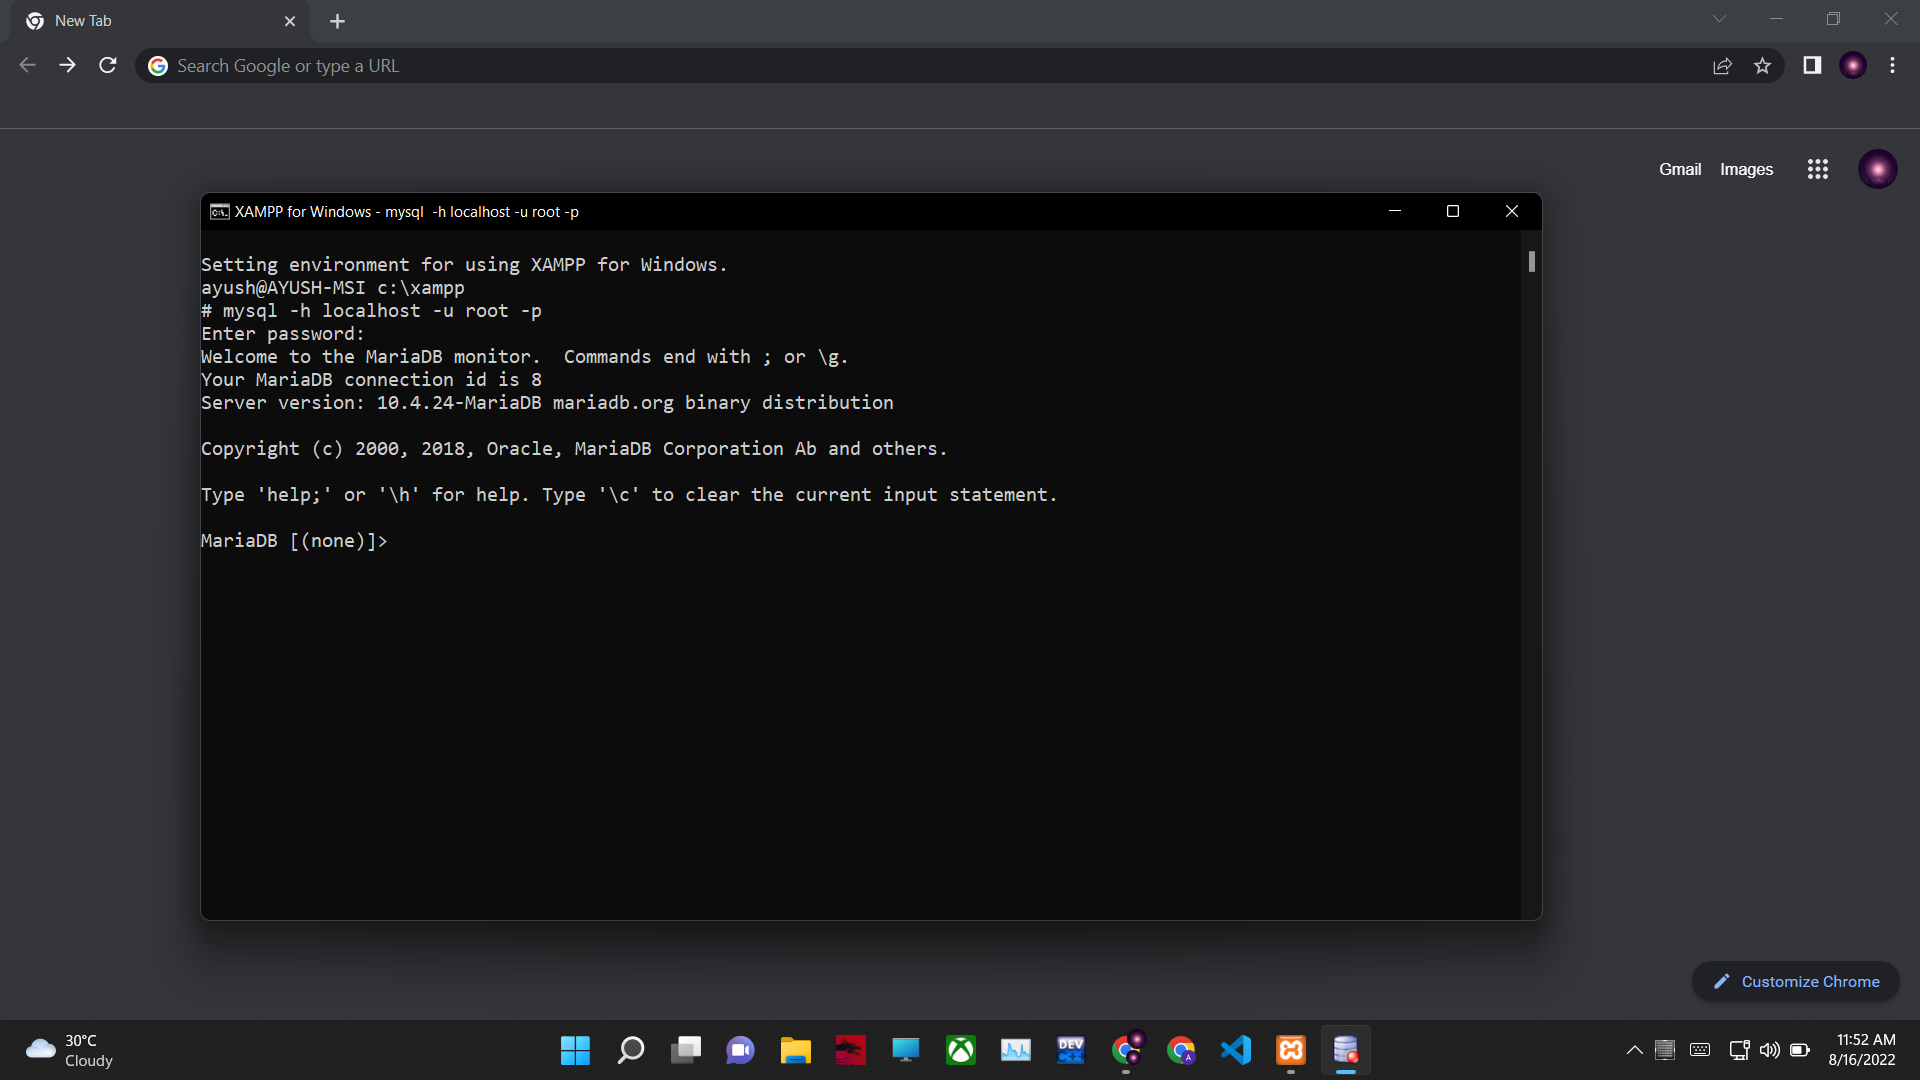 New Tab
Search Google or type a URL
Gmail Images
XAMPP for Windows - mysql  -h localhost -u root -p
Setting environment for using XAMPP for Windows.
ayush@AYUSH-MSI c:\xampp
# mysql -h localhost -u root -p
Enter password:
Welcome to the MariaDB monitor.  Commands end with ; or \g.
Your MariaDB connection id is 8
Server version: 10.4.24-MariaDB mariadb.org binary distribution
Copyright (c) 2000, 2018, Oracle, MariaDB Corporation Ab and others.
Type 'help;' or '\h' for help. Type '\c' to clear the current input statement.
MariaDB [(none)]>
Customize Chrome
30°C
Cloudy
DEV
C++
A
11:52 AM
8/16/2022